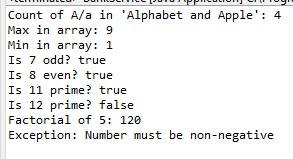 Count of A/a in 'Alphabet and Apple': 4
Max in array: 9
Min in array: 1
Is 7 odd? true
Is 8 even? true
Is 11 prime? true
Is 12 prime? false
Factorial of 5: 120
Exception: Number must be non-negative